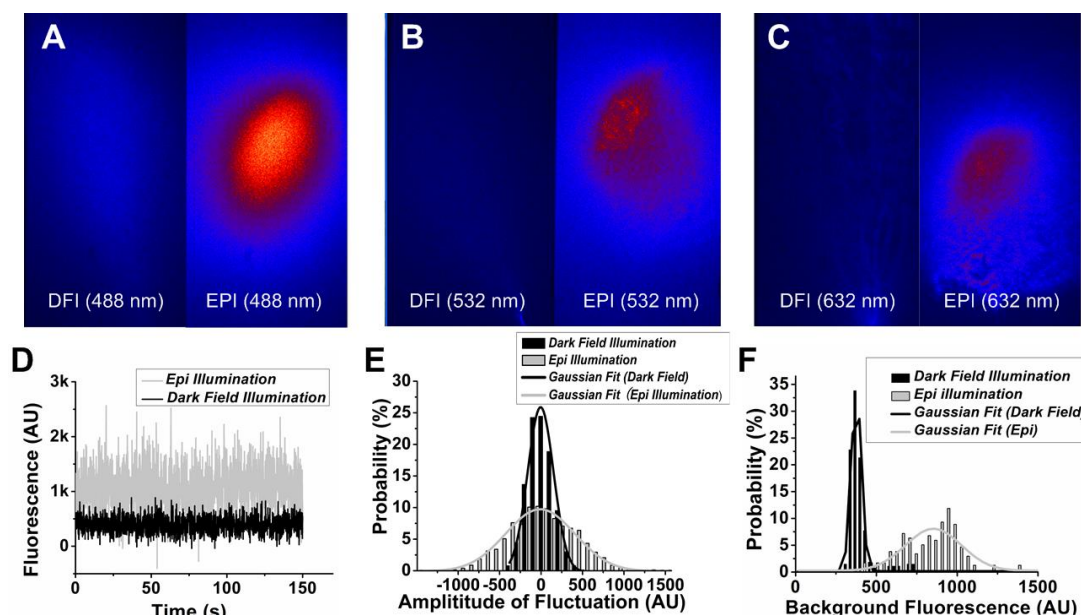 A
DFI (488 nm)
EPI (488 nm)
B
DFI (532 nm)
EPI (532 nm)
C
DFI (632 nm)
EPI (632 nm)
D
Epi Illumination
Dark Field Illumination
Fluorescence (AU)
3k
2k
1k
0
0 50 100 150
Time (s)
E
Dark Field Illumination
Epi Illumination
Gaussian Fit (Dark Field)
Gaussian Fit (Epi Illumination)
Probability (%)
30
25
20
15
10
5
0
-1000 -500 0 500 1000 1500
Amplititude of Fluctuation (AU)
F
Dark Field Illumination
Epi illumination
Gaussian Fit (Dark Field)
Gaussian Fit (Epi)
Probability (%)
35
30
25
20
15
10
5
0
0 500 1000 1500
Background Fluorescence (AU)